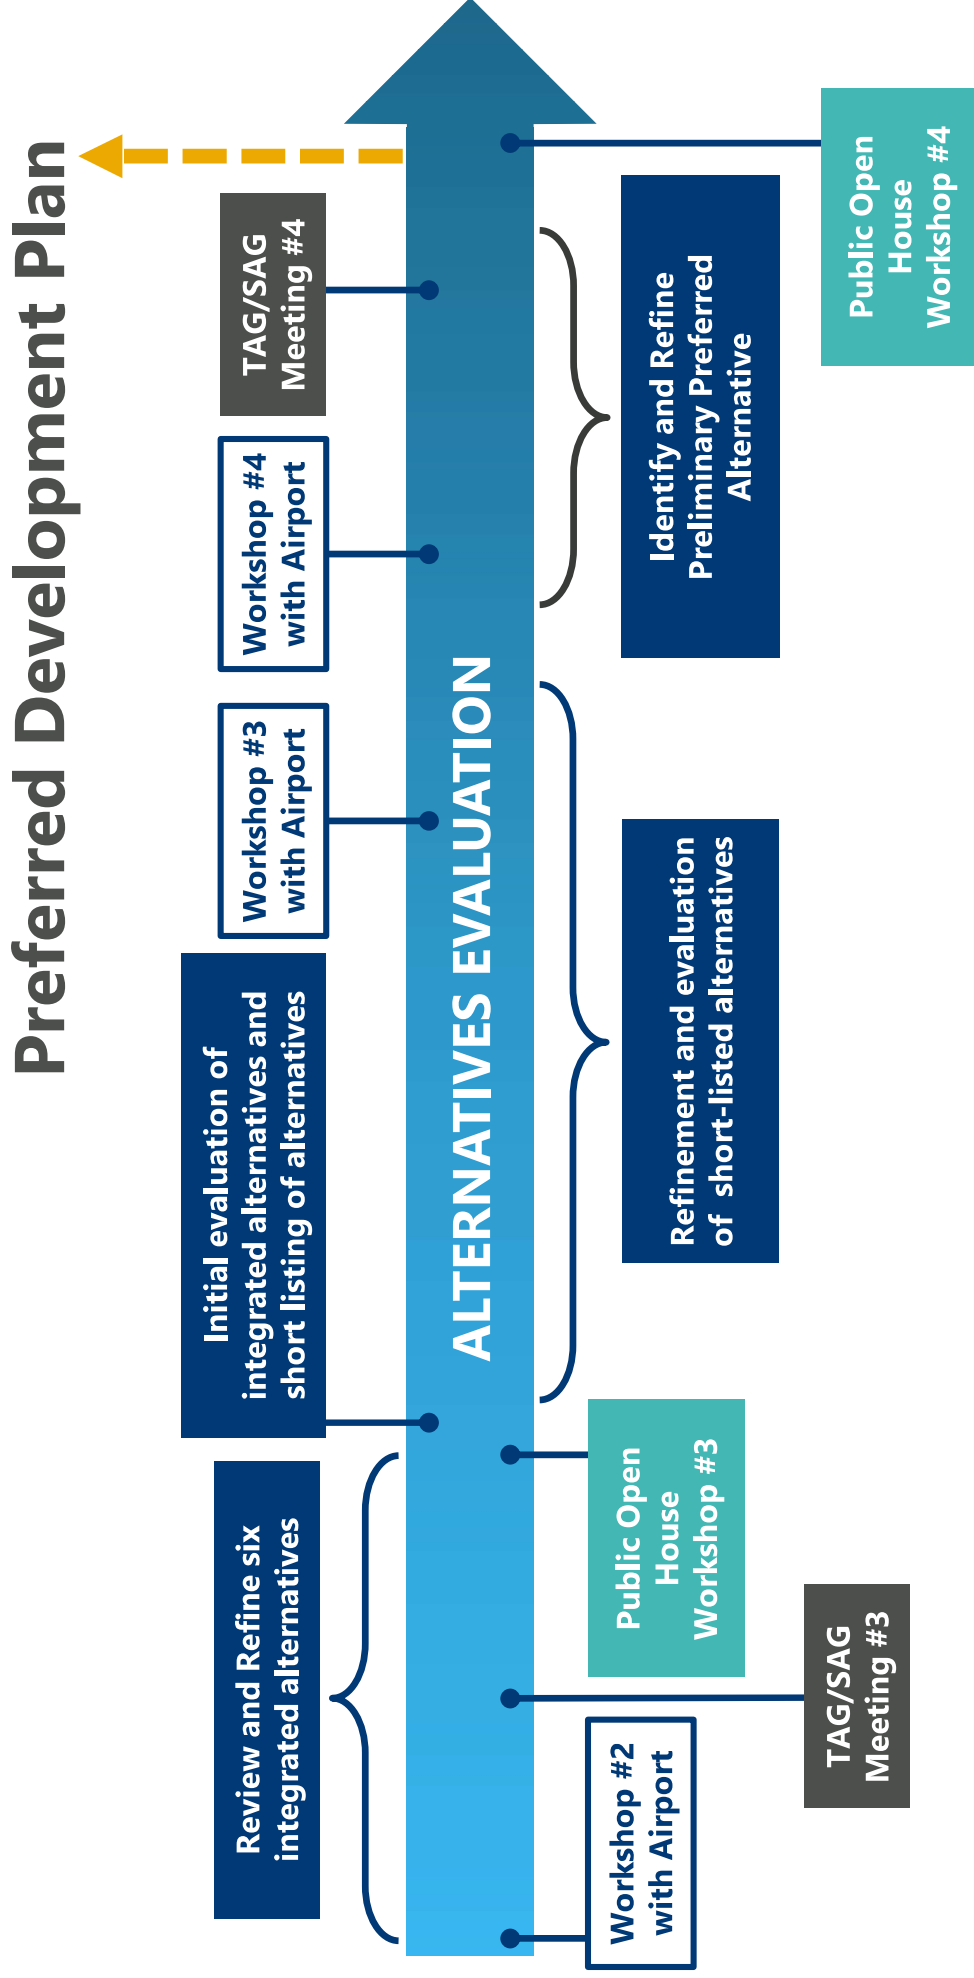 Preferred Development Plan
Review and Refine six
integrated alternatives
Initial evaluation of
integrated alternatives and
short listing of alternatives
Workshop #3
with Airport
Workshop #4
with Airport
TAG/SAG
Meeting #4
ALTERNATIVES EVALUATION
Workshop #2
with Airport
TAG/SAG
Meeting #3
Public Open
House
Workshop #3
Refinement and evaluation
of short-listed alternatives
Identify and Refine
Preliminary Preferred
Alternative
Public Open
House
Workshop #4